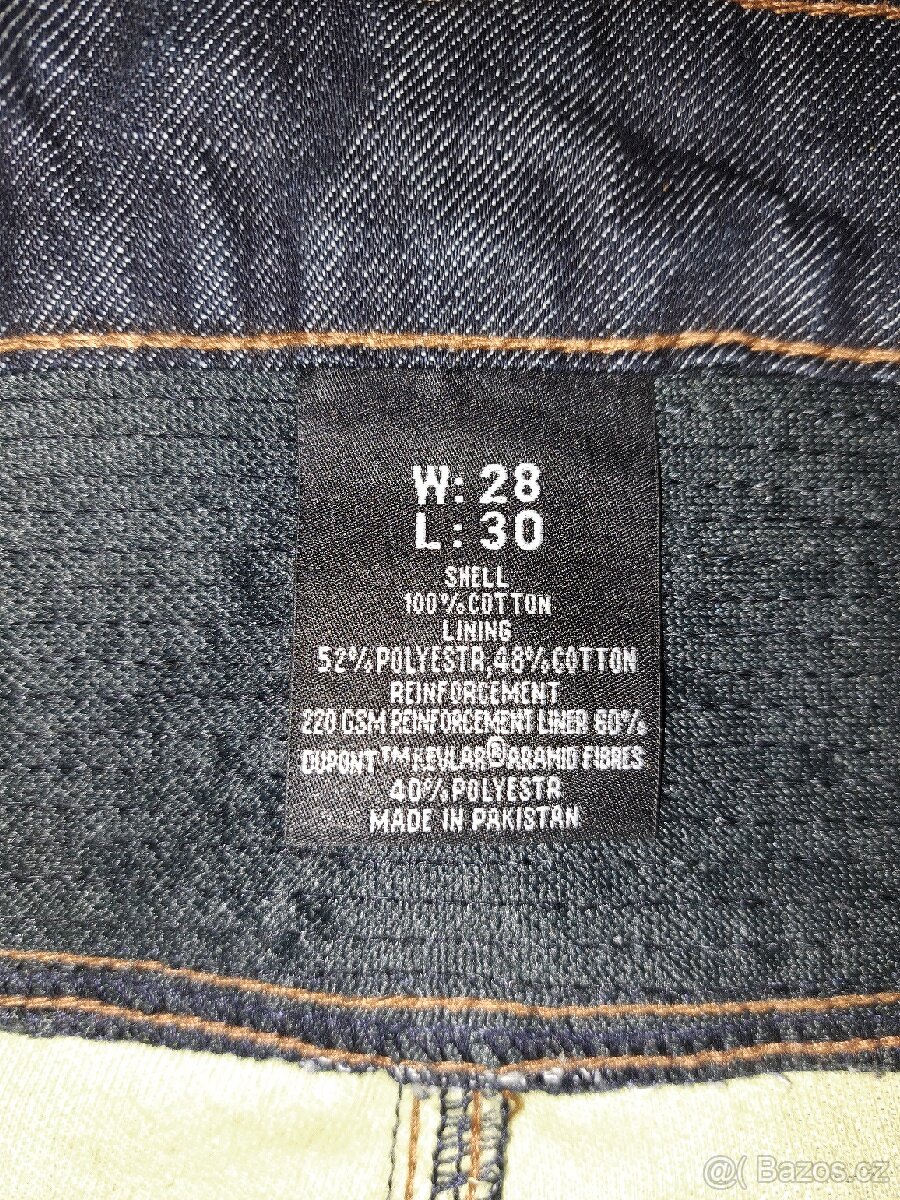 W: 28
L: 30
SHELL
100% COTTON
LINING
52% POLYESTR, 48% COTTON
REINFORCEMENT
220 GSM REINFORCEMENT LINER 60%
DUPONT™ KEVLAR® ARAMID FIBRES
40% POLYESTR
MADE IN PAKISTAN
@( Bazos.cz